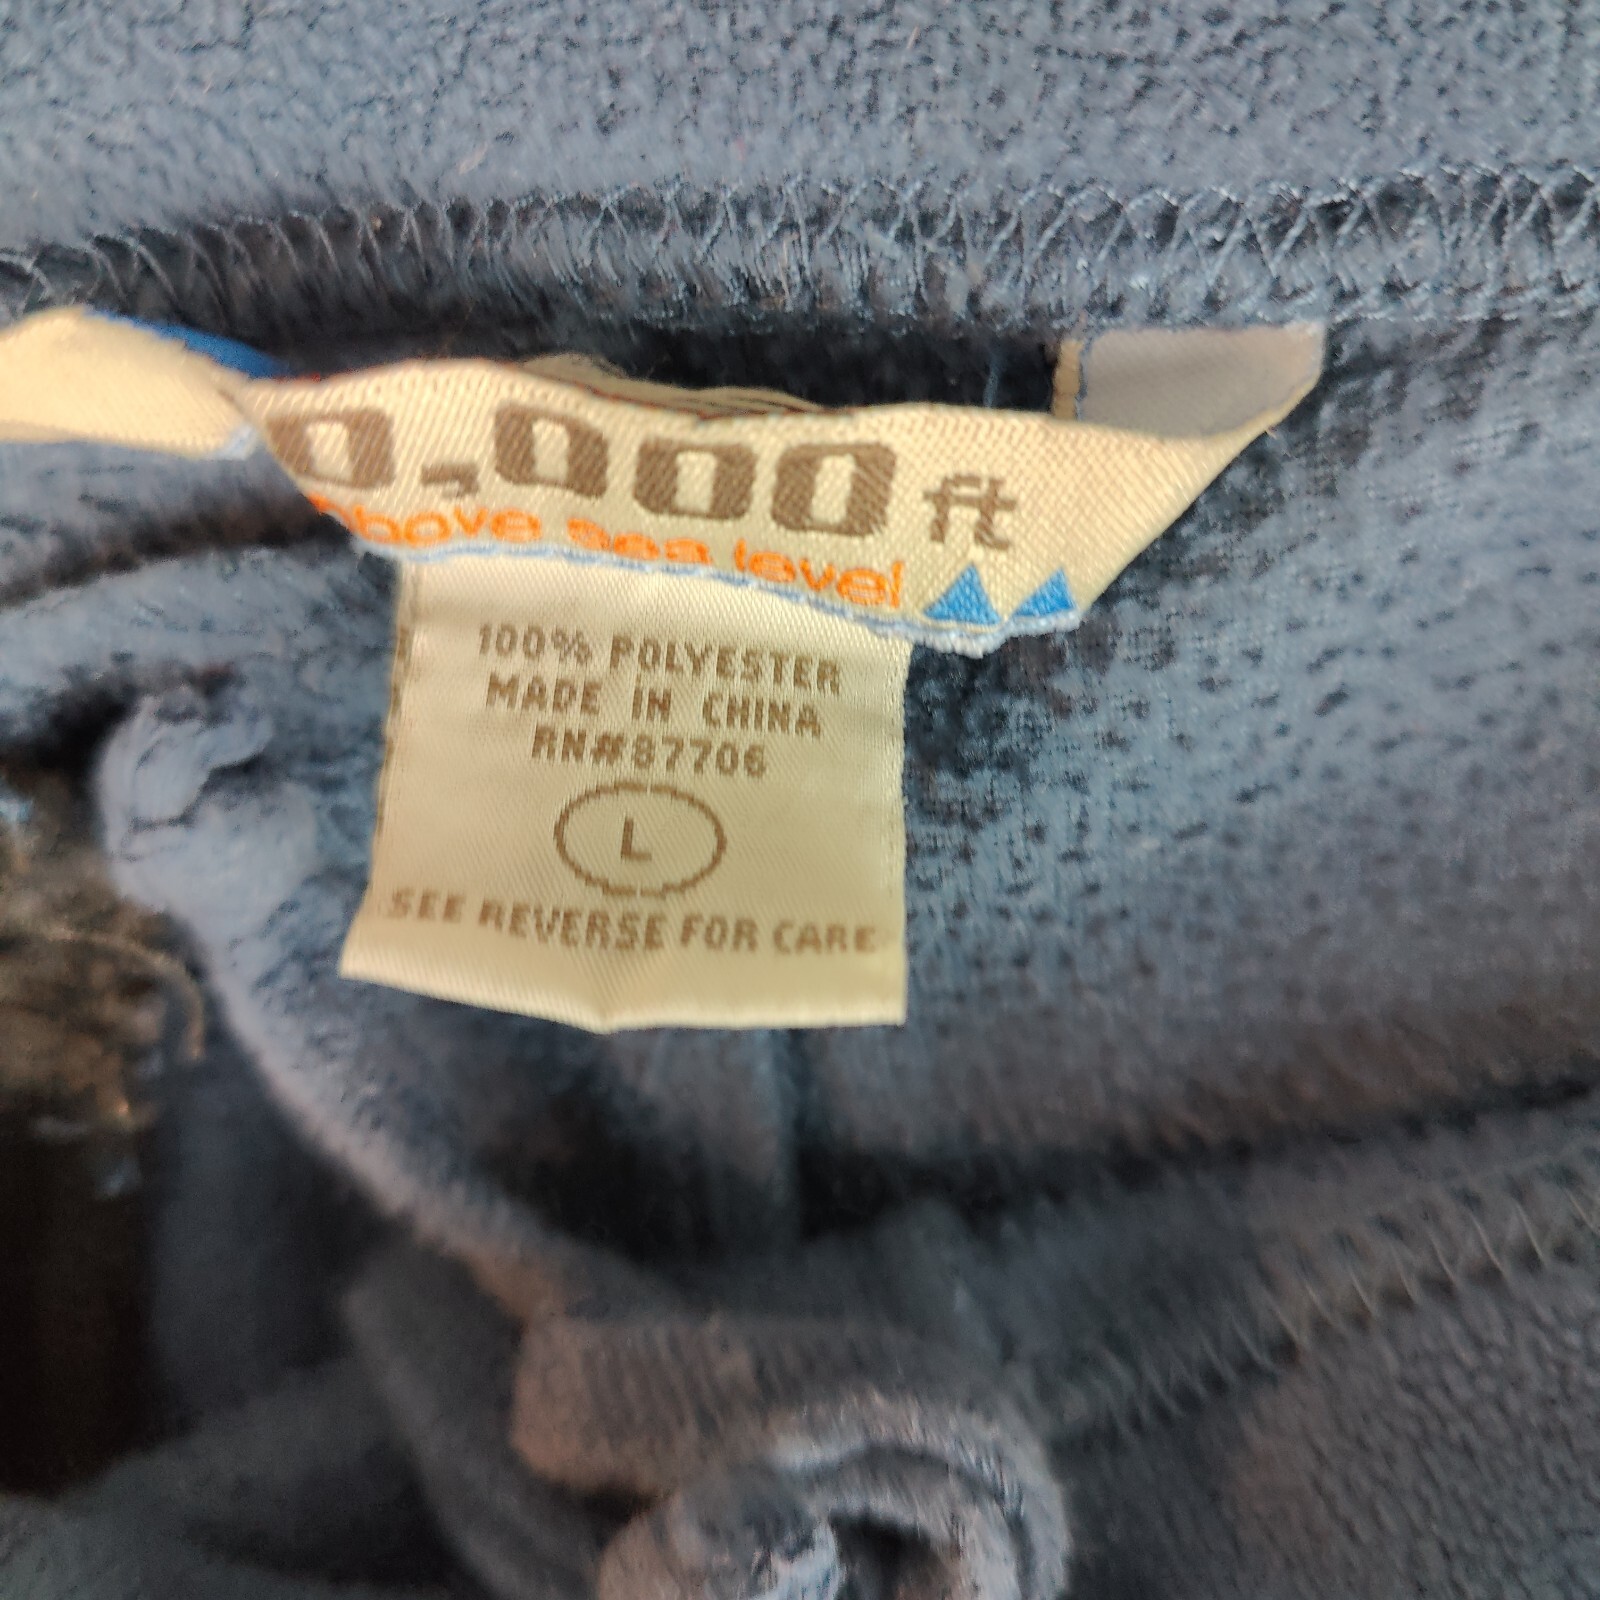 0,000 ft
above sea level
100% POLYESTER
MADE IN CHINA
RN#87706
L
SEE REVERSE FOR CARE